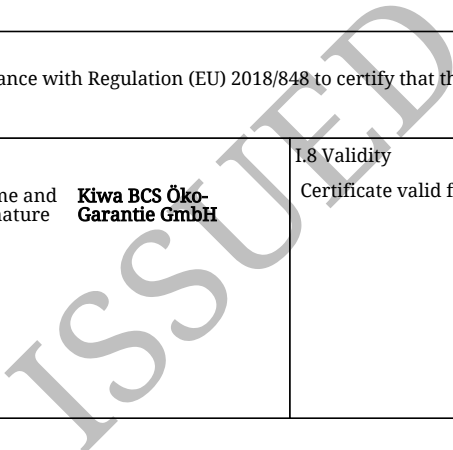 ance with Regulation (EU) 2018/848 to certify that th
I.8 Validity
me and Kiwa BCS Öko-
nature Garantie GmbH
Certificate valid f
ISSUED